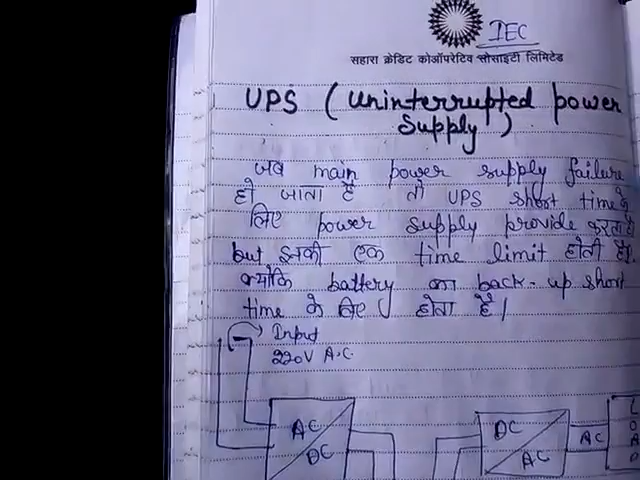 IEC
सहारा क्रेडिट कोऑपरेटिव सोसाइटी लिमिटेड
UPS (Uninterrupted power
Supply)
जब main power supply failure
हो जाता है तो UPS short time के
लिए power supply provide करता है
but इनकी एक time limit होती है।
क्योंकि battery का back-up short
time के लिए होता है।
Input
220V A.C.
AC
DC
DC
AC
AC
LOAD